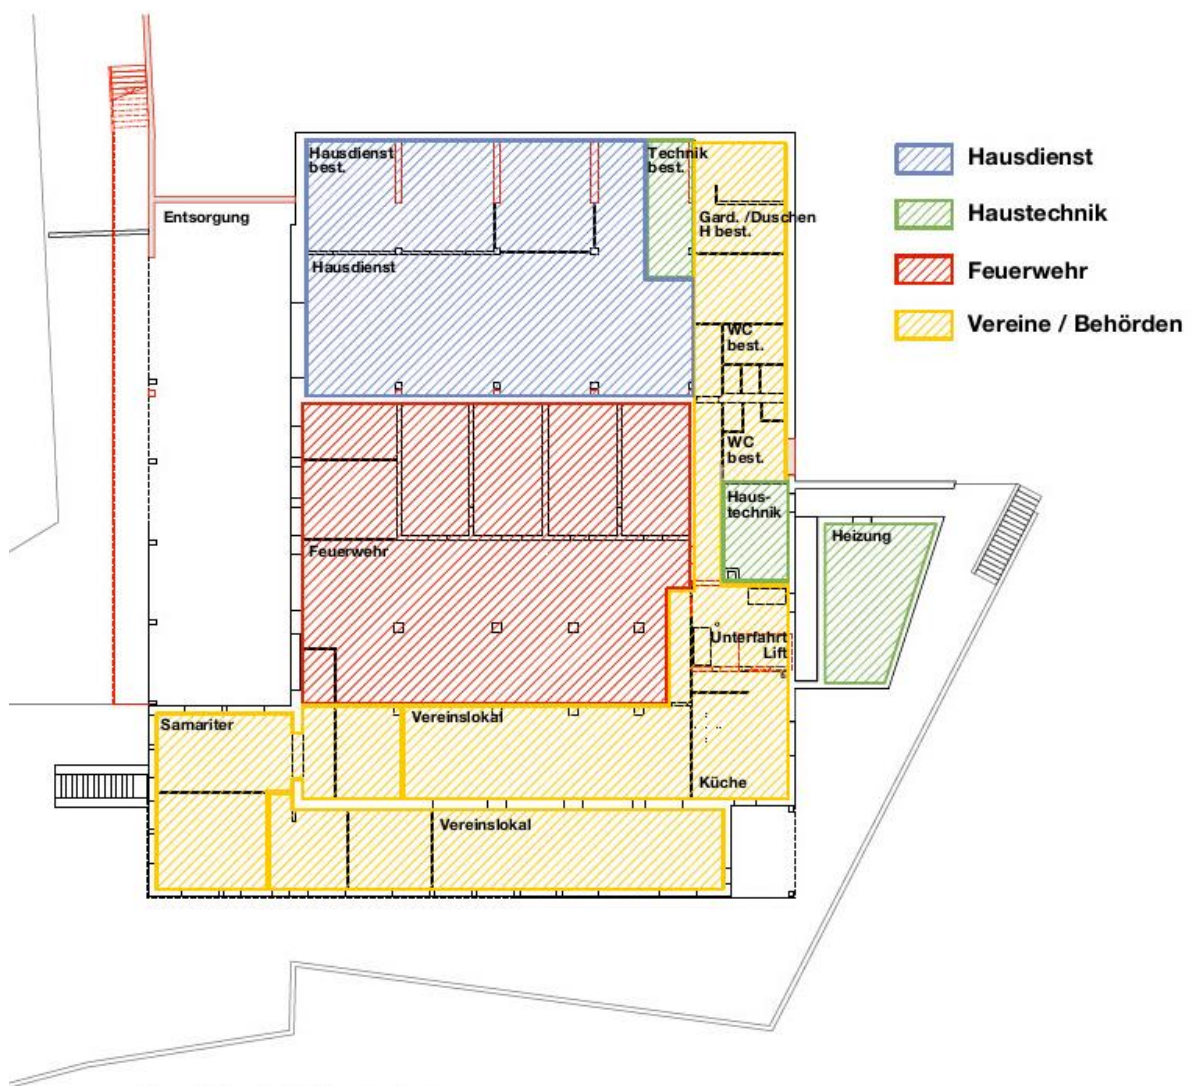 Hausdienst
best.
Technik
best.
Hausdienst
Entsorgung
Gard. /Duschen
H best.
Haustechnik
Hausdienst
Feuerwehr
Vereine / Behörden
WC
best.
WC
best.
Haus-
technik
Heizung
Feuerwehr
Unterfahrt
Lift
Samariter
Vereinslokal
Küche
Vereinslokal